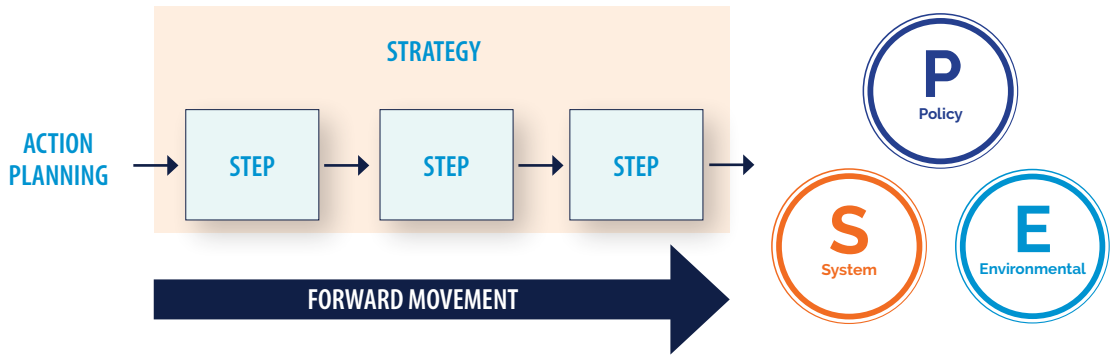 STRATEGY
ACTION
PLANNING
STEP
STEP
STEP
FORWARD MOVEMENT
P
Policy
S
System
E
Environmental